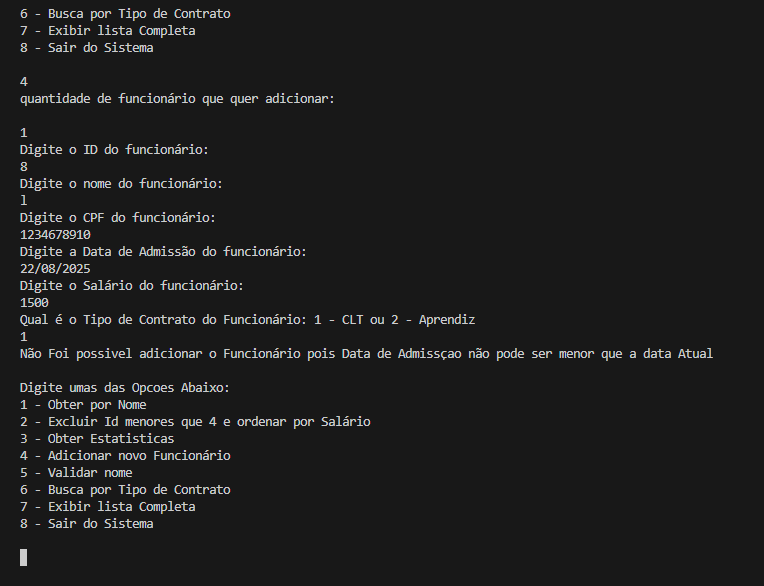 6 - Busca por Tipo de Contrato
7 - Exibir lista Completa
8 - Sair do Sistema
4
quantidade de funcionário que quer adicionar:
1
Digite o ID do funcionário:
8
Digite o nome do funcionário:
l
Digite o CPF do funcionário:
1234678910
Digite a Data de Admissão do funcionário:
22/08/2025
Digite o Salário do funcionário:
1500
Qual é o Tipo de Contrato do Funcionário: 1 - CLT ou 2 - Aprendiz
1
Não Foi possivel adicionar o Funcionário pois Data de Admissçao não pode ser menor que a data Atual
Digite umas das Opcoes Abaixo:
1 - Obter por Nome
2 - Excluir Id menores que 4 e ordenar por Salário
3 - Obter Estatisticas
4 - Adicionar novo Funcionário
5 - Validar nome
6 - Busca por Tipo de Contrato
7 - Exibir lista Completa
8 - Sair do Sistema